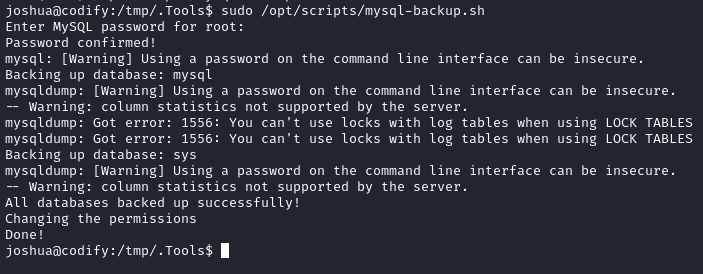 joshua@codify:/tmp/.Tools$ sudo /opt/scripts/mysql-backup.sh
Enter MySQL password for root:
Password confirmed!
mysql: [Warning] Using a password on the command line interface can be insecure.
Backing up database: mysql
mysqldump: [Warning] Using a password on the command line interface can be insecure.
-- Warning: column statistics not supported by the server.
mysqldump: Got error: 1556: You can't use locks with log tables when using LOCK TABLES
mysqldump: Got error: 1556: You can't use locks with log tables when using LOCK TABLES
Backing up database: sys
mysqldump: [Warning] Using a password on the command line interface can be insecure.
-- Warning: column statistics not supported by the server.
All databases backed up successfully!
Changing the permissions
Done!
joshua@codify:/tmp/.Tools$